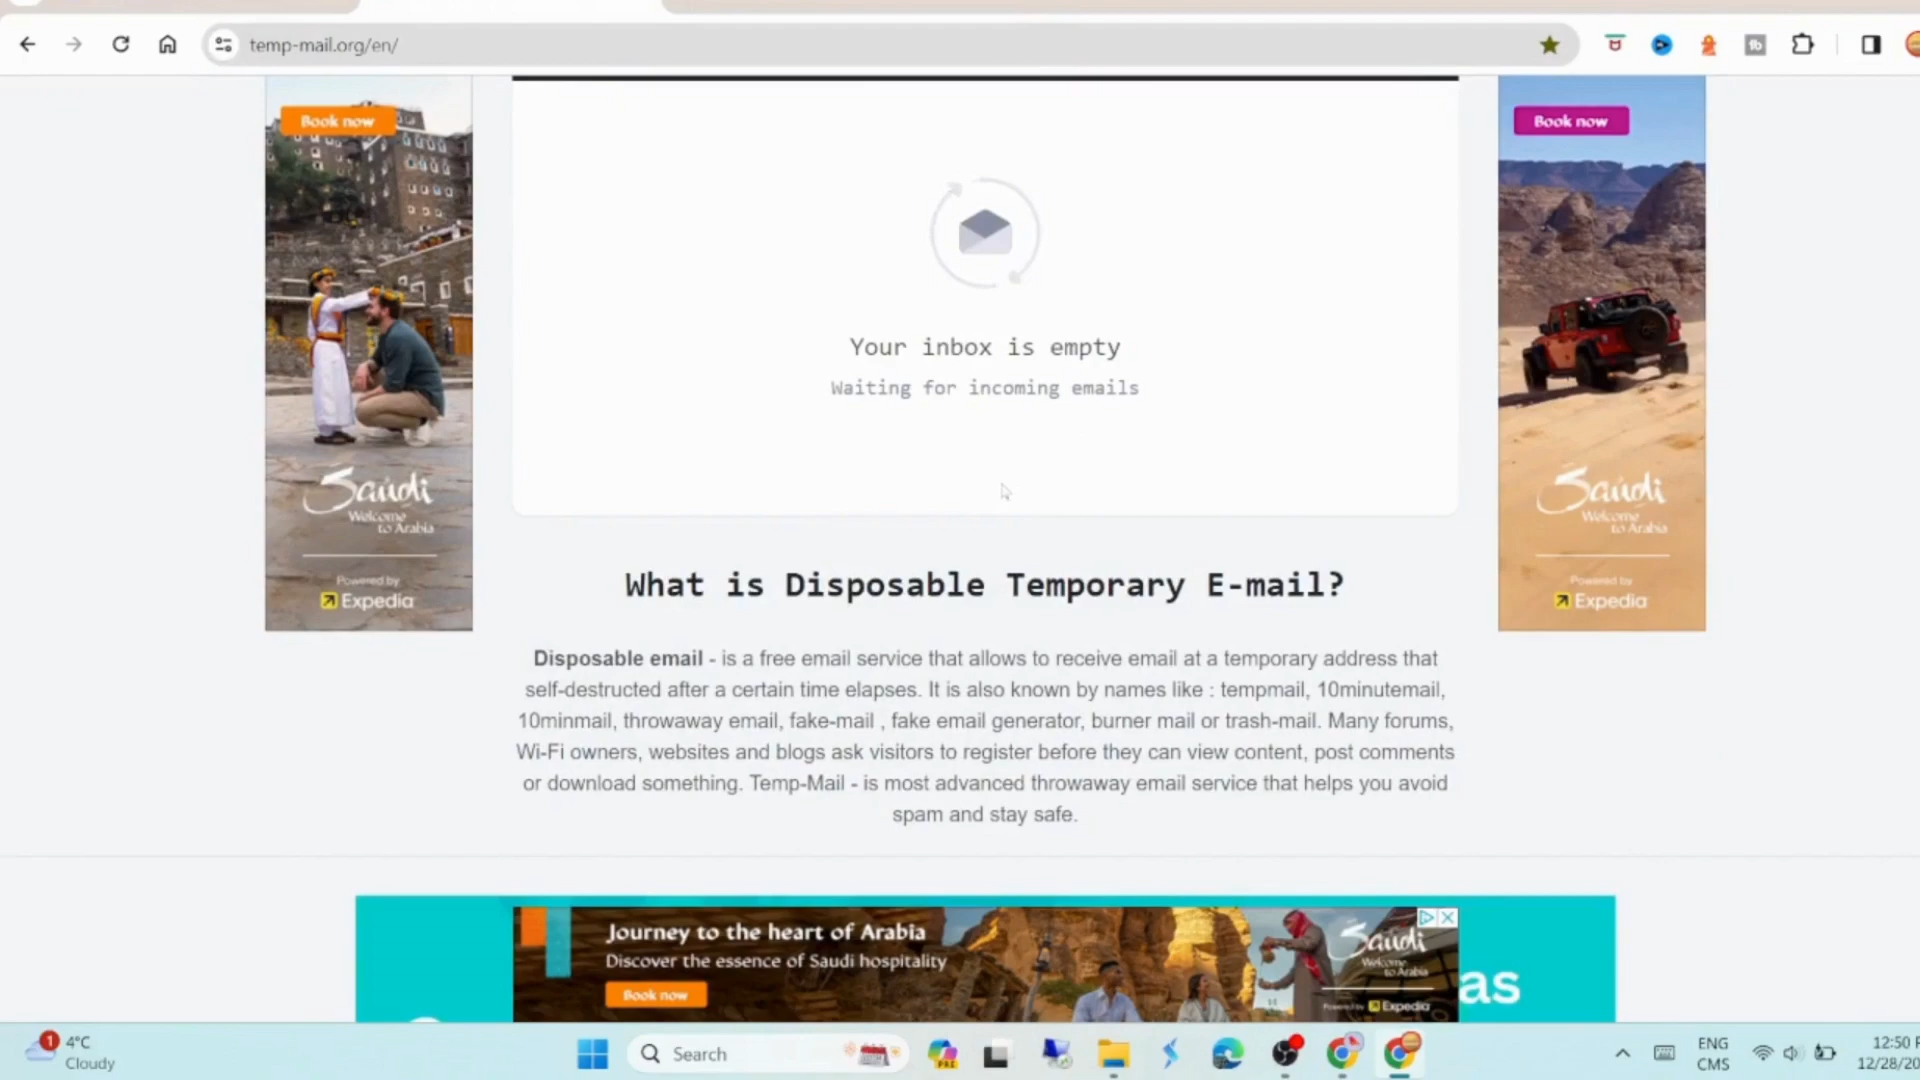 temp-mail.org/en/
Book now
Book now
Your inbox is empty
Waiting for incoming emails
Saudi
Welcome
to Arabia
Powered by
Expedia
Saudi
Welcome
to Arabia
Powered by
Expedia
What is Disposable Temporary E-mail?
Disposable email - is a free email service that allows to receive email at a temporary address that
self-destructed after a certain time elapses. It is also known by names like : tempmail, 10minutemail,
10minmail, throwaway email, fake-mail , fake email generator, burner mail or trash-mail. Many forums,
Wi-Fi owners, websites and blogs ask visitors to register before they can view content, post comments
or download something. Temp-Mail - is most advanced throwaway email service that helps you avoid
spam and stay safe.
Journey to the heart of Arabia
Discover the essence of Saudi hospitality
Book now
Saudi
Welcome
to Arabia
Powered by Expedia
as
1
4°C
Cloudy
Search
PRE
ENG
CMS
12:50 P
12/28/20